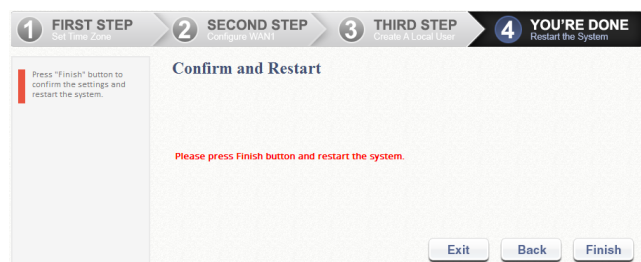 1 FIRST STEP
Set Time Zone
2 SECOND STEP
Configure WAN1
3 THIRD STEP
Create A Local User
4 YOU'RE DONE
Restart the System
Press "Finish" button to
confirm the settings and
restart the system.
Confirm and Restart
Please press Finish button and restart the system.
Exit Back Finish